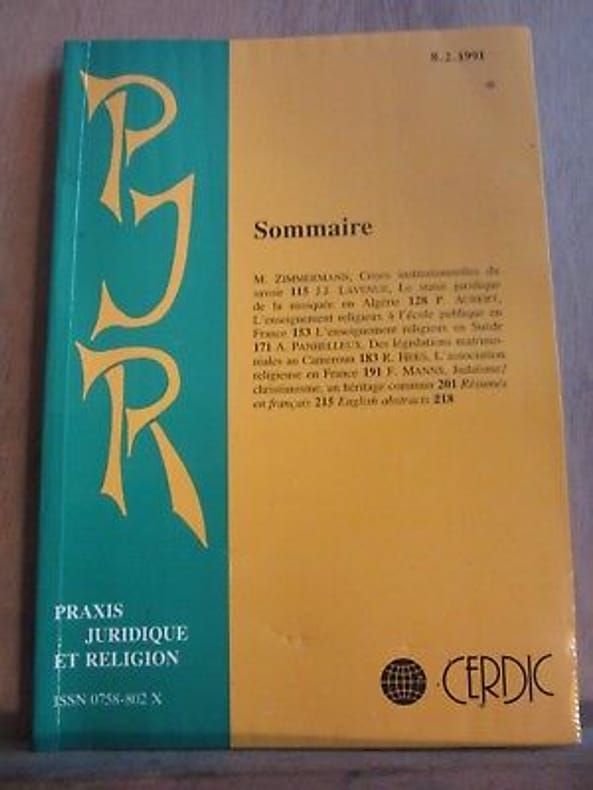 8.2.1991
PJR
Sommaire
M. ZIMMERMANN, Crises institutionnelles du
savoir 115 J.J. LAVENUE, Le statut juridique
de la mosquée en Algérie 128 P. AUBERT,
L'enseignement religieux à l'école publique en
France 153 L'enseignement religieux en Suède
171 A. PANHELLEUX, Des législations matrimo-
niales au Cameroun 183 R. HEES, L'association
religieuse en France 191 F. MANNS, Judaïsme/
christianisme, un héritage commun 201 Résumés
en français 215 English abstracts 218
PRAXIS
JURIDIQUE
ET RELIGION
ISSN 0758-802 X
CERDIC